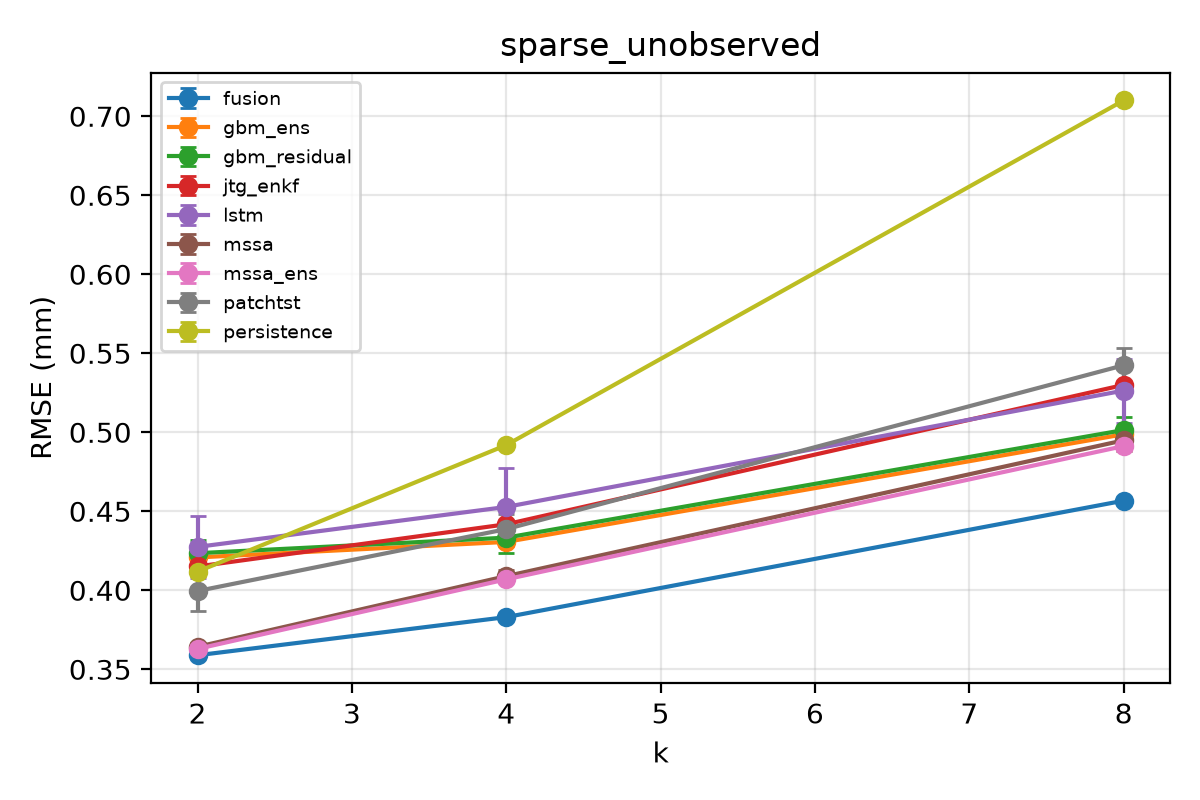 sparse_unobserved
fusion
gbm_ens
gbm_residual
jtg_enkf
lstm
mssa
mssa_ens
patchtst
persistence
RMSE (mm)
0.70
0.65
0.60
0.55
0.50
0.45
0.40
0.35
2 3 4 5 6 7 8
k